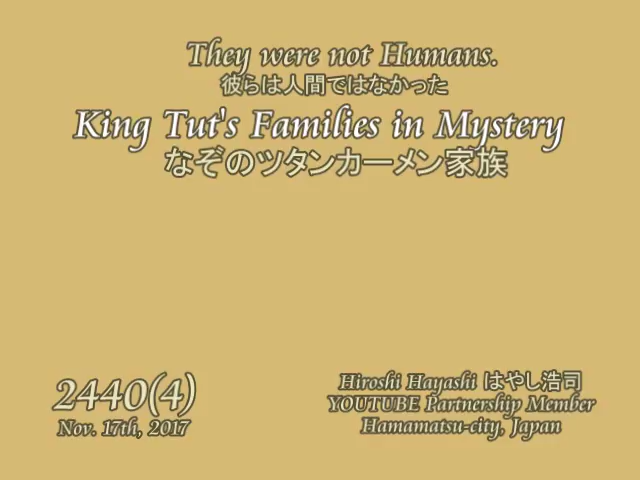 They were not Humans.
彼らは人間ではなかった
King Tut's Families in Mystery
なぞのツタンカーメン家族
2440(4)
Nov. 17th, 2017
Hiroshi Hayashi はやし浩司
YOUTUBE Partnership Member
Hamamatsu-city, Japan